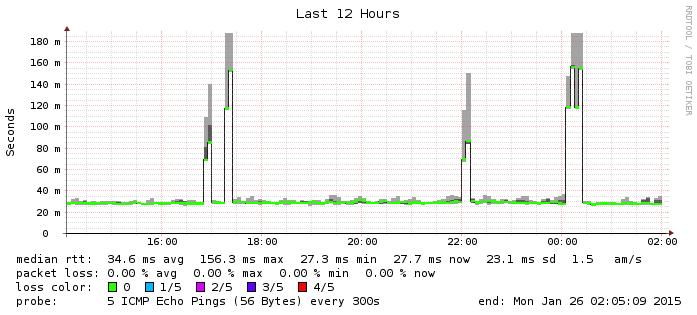 Last 12 Hours
RRDTOOL / TOBI OETIKER
Seconds
180 m
160 m
140 m
120 m
100 m
80 m
60 m
40 m
20 m
0
16:00 18:00 20:00 22:00 00:00 02:00
median rtt: 34.6 ms avg 156.3 ms max 27.3 ms min 27.7 ms now 23.1 ms sd 1.5 am/s
packet loss: 0.00 % avg 0.00 % max 0.00 % min 0.00 % now
loss color: 0 1/5 2/5 3/5 4/5
probe: 5 ICMP Echo Pings (56 Bytes) every 300s end: Mon Jan 26 02:05:09 2015